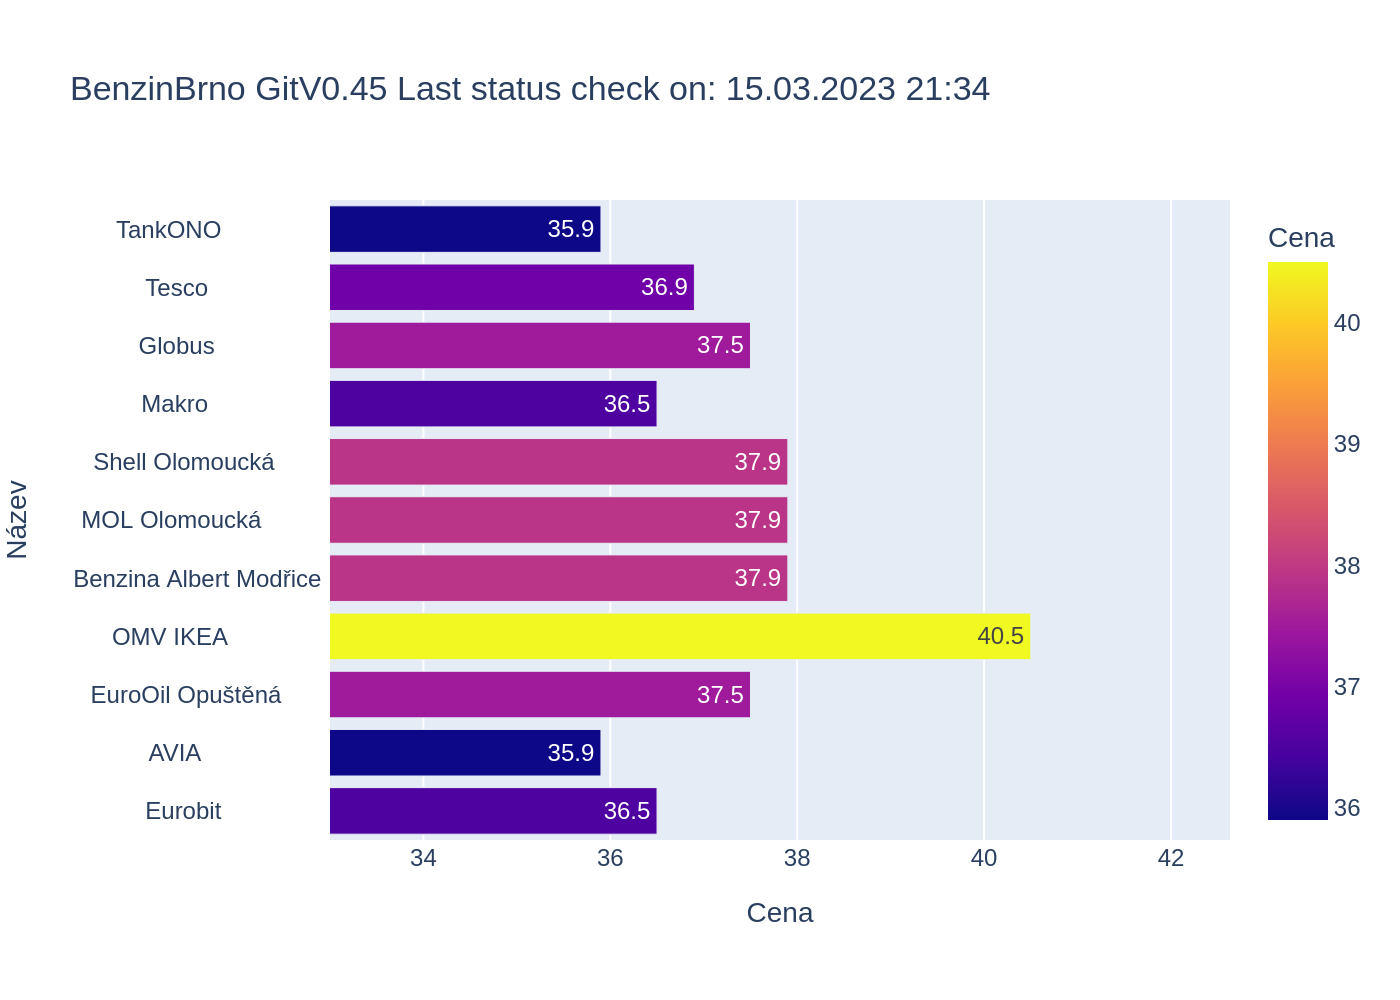 BenzinBrno GitV0.45 Last status check on: 15.03.2023 21:34
Název
TankONO 35.9
Tesco 36.9
Globus 37.5
Makro 36.5
Shell Olomoucká 37.9
MOL Olomoucká 37.9
Benzina Albert Modřice 37.9
OMV IKEA 40.5
EuroOil Opuštěná 37.5
AVIA 35.9
Eurobit 36.5
34 36 38 40 42
Cena
Cena
40
39
38
37
36